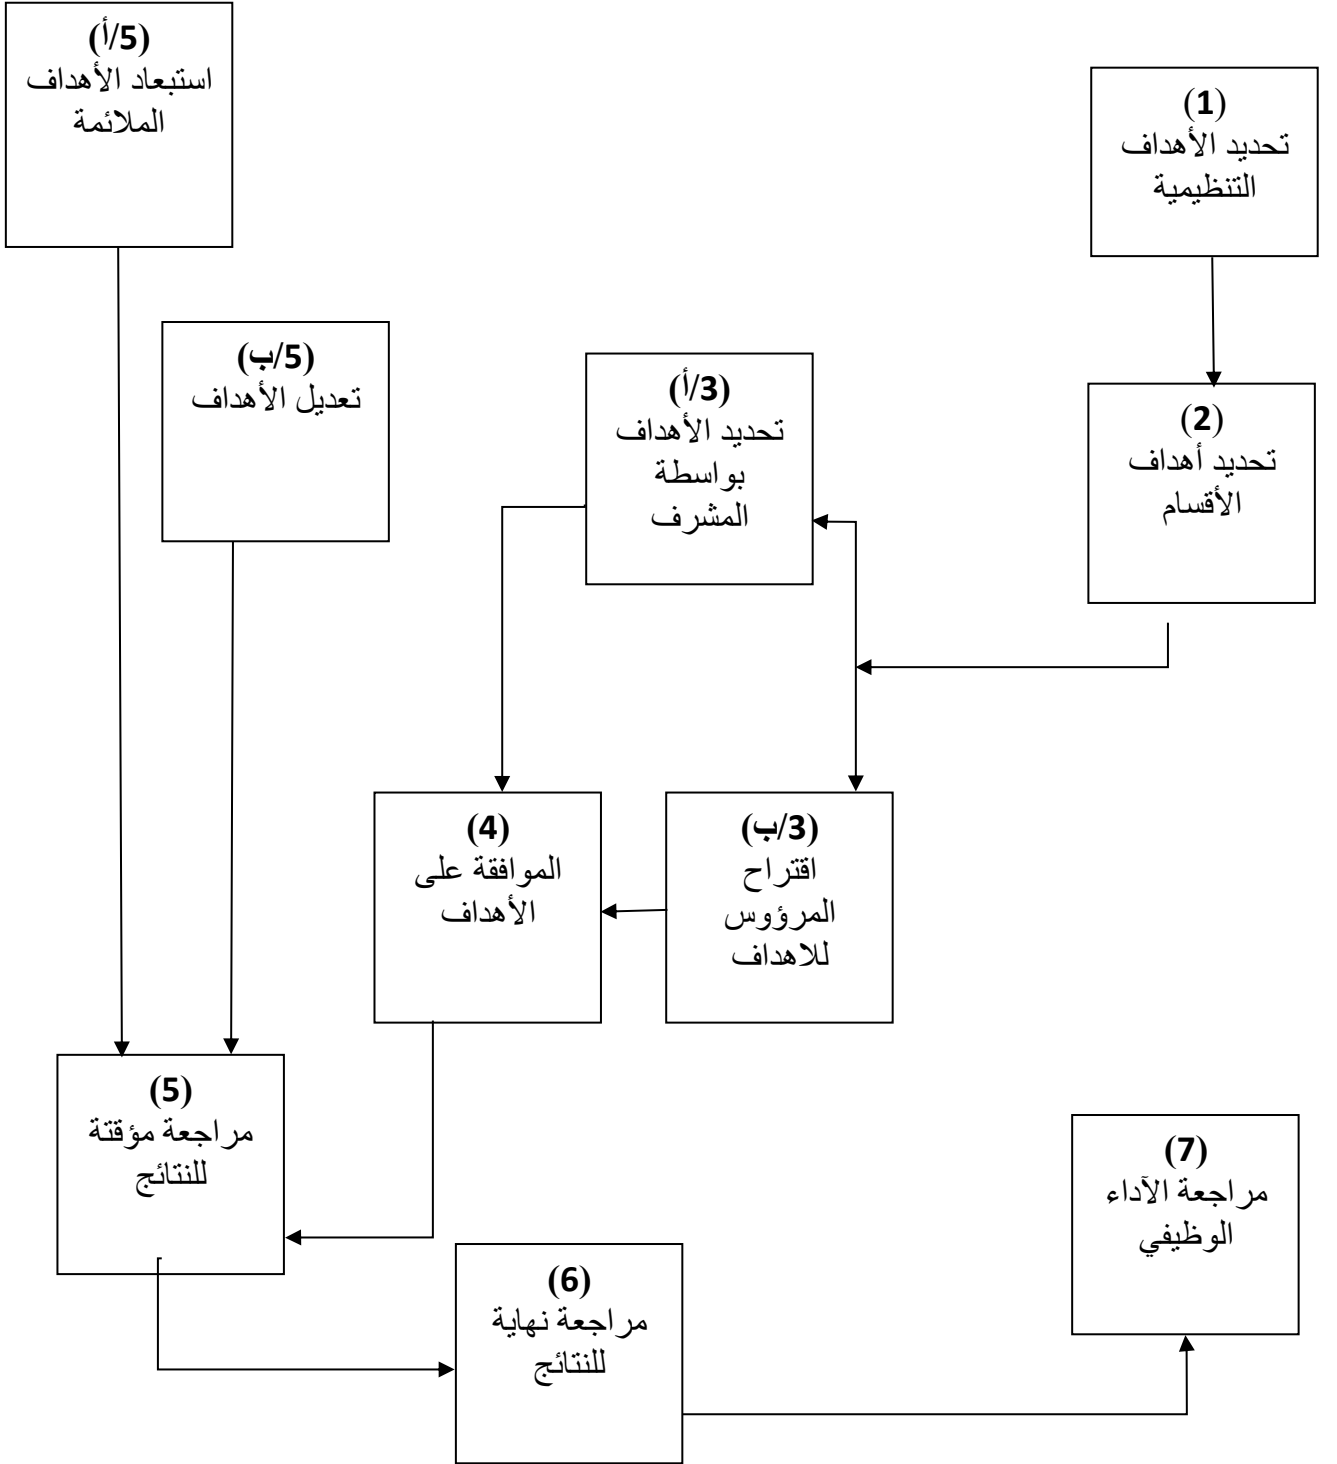 (1)
تحديد الأهداف
التنظيمية
(2)
تحديد أهداف
الأقسام
(3/أ)
تحديد الأهداف
بواسطة
المشرف
(3/ب)
اقتراح
المرؤوس
للاهداف
(4)
الموافقة على
الأهداف
(5/أ)
استبعاد الأهداف
الملائمة
(5/ب)
تعديل الأهداف
(5)
مراجعة مؤقتة
للنتائج
(6)
مراجعة نهاية
للنتائج
(7)
مراجعة الآداء
الوظيفي